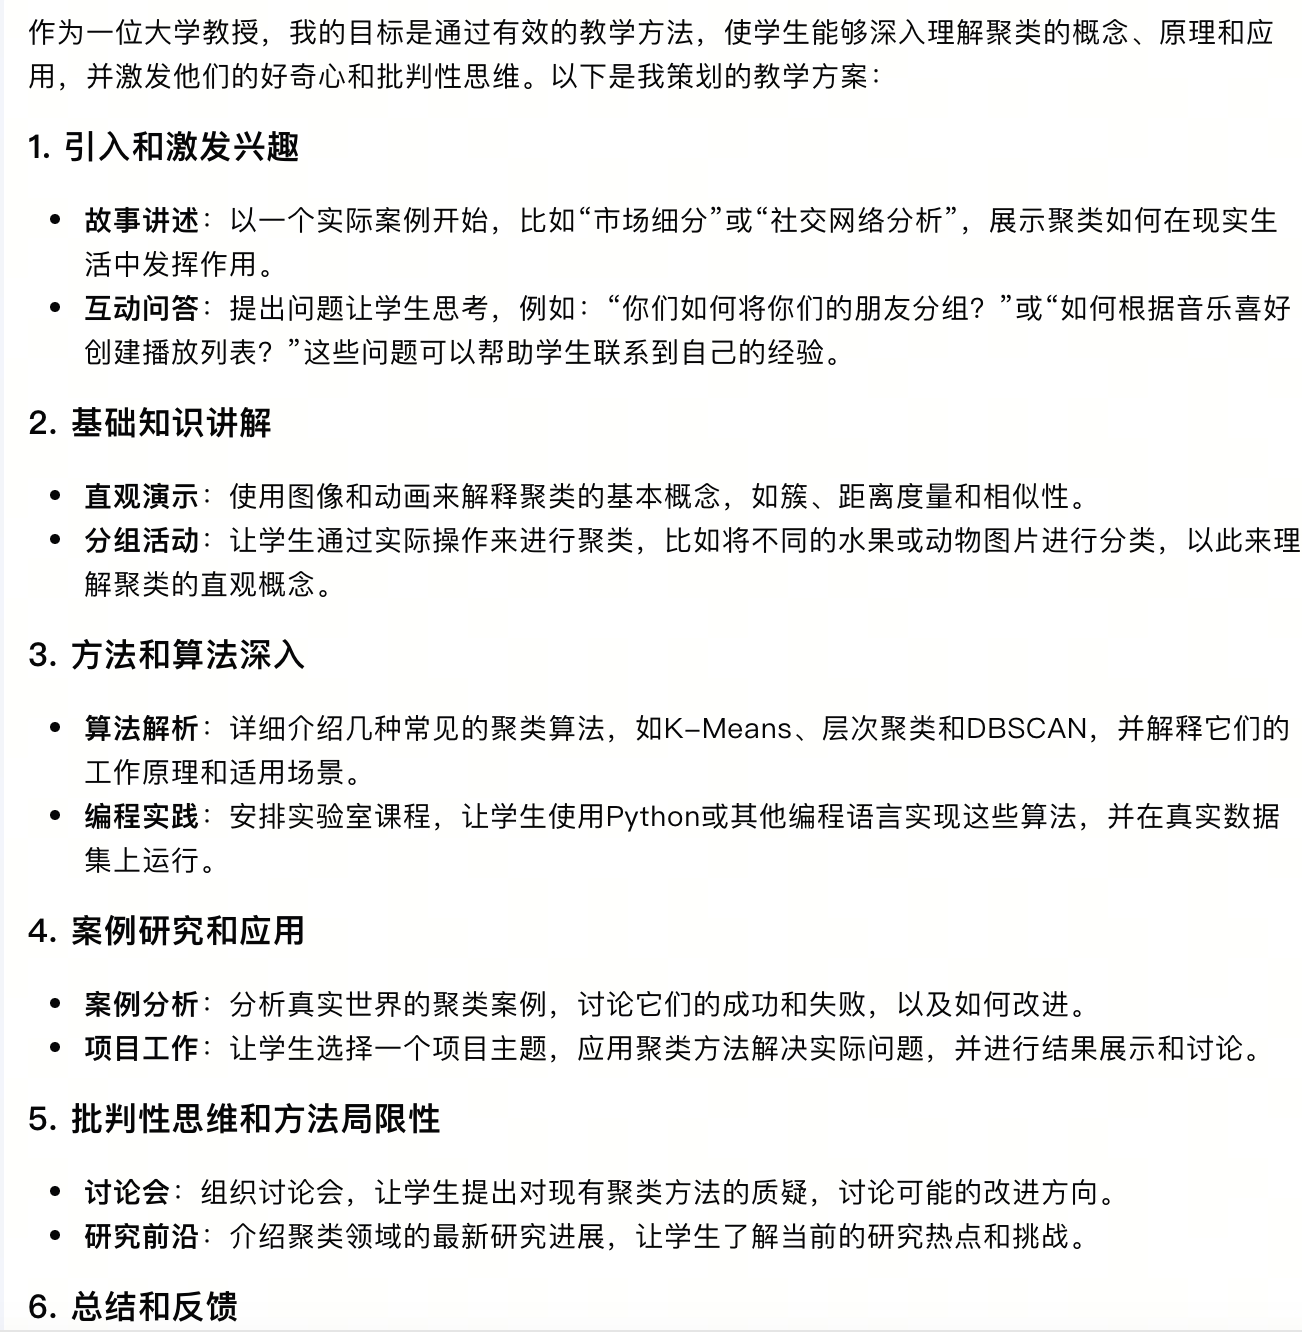 作为一位大学教授，我的目标是通过有效的教学方法，使学生能够深入理解聚类的概念、原理和应
用，并激发他们的好奇心和批判性思维。以下是我策划的教学方案：
1. 引入和激发兴趣
• 故事讲述：以一个实际案例开始，比如“市场细分”或“社交网络分析”，展示聚类如何在现实生
活中发挥作用。
• 互动问答：提出问题让学生思考，例如：“你们如何将你们的朋友分组？”或“如何根据音乐喜好
创建播放列表？”这些问题可以帮助学生联系到自己的经验。
2. 基础知识讲解
• 直观演示：使用图像和动画来解释聚类的基本概念，如簇、距离度量和相似性。
• 分组活动：让学生通过实际操作来进行聚类，比如将不同的水果或动物图片进行分类，以此来理
解聚类的直观概念。
3. 方法和算法深入
• 算法解析：详细介绍几种常见的聚类算法，如K-Means、层次聚类和DBSCAN，并解释它们的
工作原理和适用场景。
• 编程实践：安排实验室课程，让学生使用Python或其他编程语言实现这些算法，并在真实数据
集上运行。
4. 案例研究和应用
• 案例分析：分析真实世界的聚类案例，讨论它们的成功和失败，以及如何改进。
• 项目工作：让学生选择一个项目主题，应用聚类方法解决实际问题，并进行结果展示和讨论。
5. 批判性思维和方法局限性
• 讨论会：组织讨论会，让学生提出对现有聚类方法的质疑，讨论可能的改进方向。
• 研究前沿：介绍聚类领域的最新研究进展，让学生了解当前的研究热点和挑战。
6. 总结和反馈